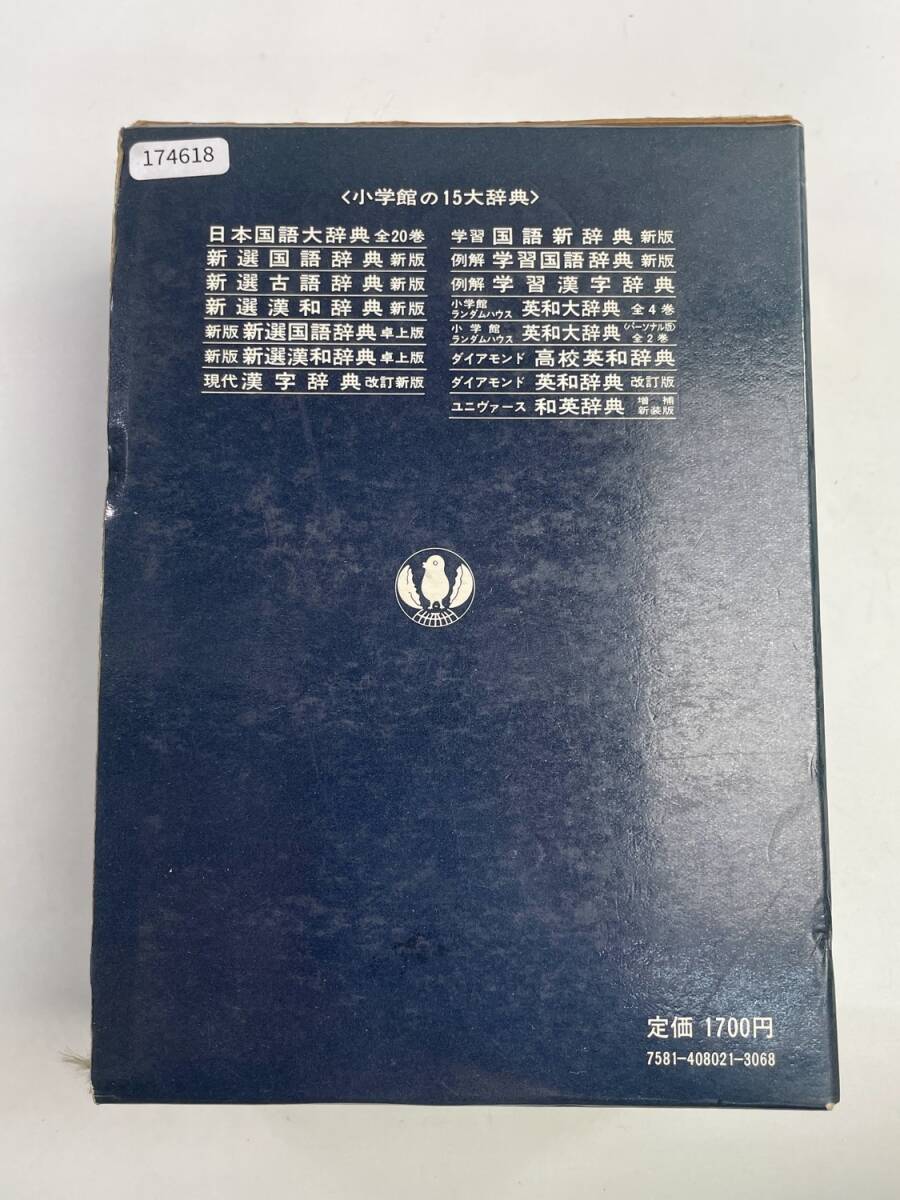 174618
〈小学館の15大辞典〉
日本国語大辞典 全20巻
新選国語辞典 新版
新選古語辞典 新版
新選漢和辞典 新版
新版 新選国語辞典 卓上版
新版 新選漢和辞典 卓上版
現代 漢字辞典 改訂新版
学習 国語新辞典 新版
例解 学習国語辞典 新版
例解 学習漢字辞典
小学館 ランダムハウス 英和大辞典 全4巻
小学館 ランダムハウス 英和大辞典 〈パーソナル版〉 全2巻
ダイアモンド 高校英和辞典
ダイアモンド 英和辞典 改訂版
ユニヴァース 和英辞典 増補 新装版
定価 1700円
7581-408021-3068